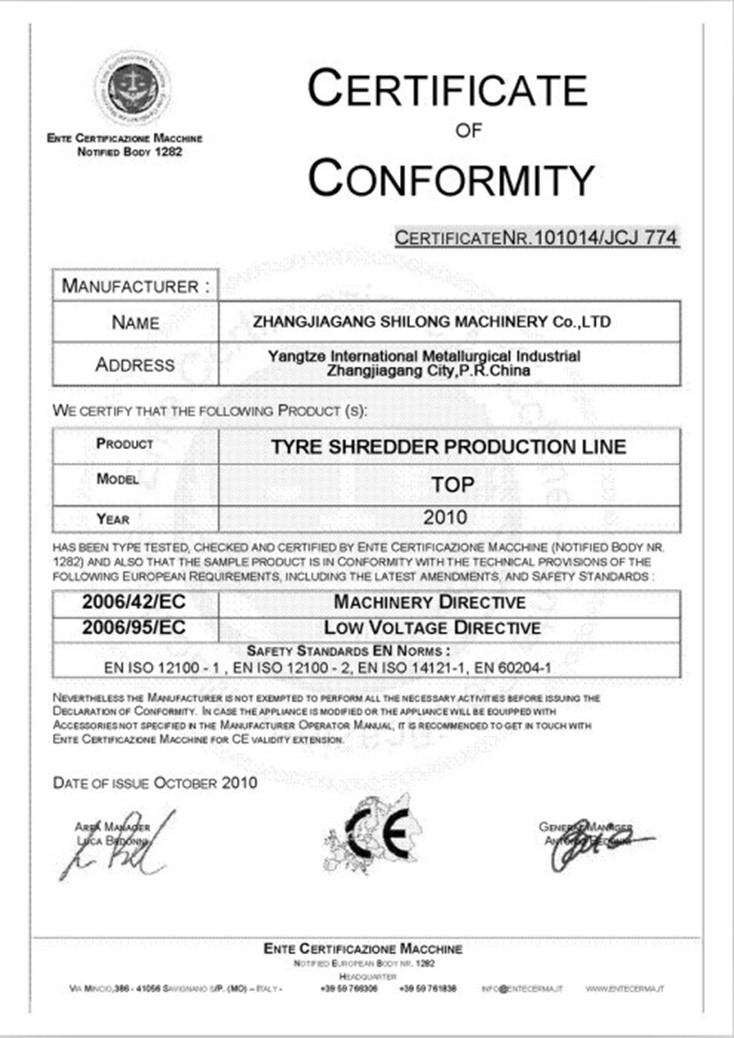 CERTIFICATE
OF
CONFORMITY
ENTE CERTIFICAZIONE MACCHINE
NOTIFIED BODY 1282
CERTIFICATENR.101014/JCJ 774
MANUFACTURER :
NAME ZHANGJIAGANG SHILONG MACHINERY Co.,LTD
ADDRESS Yangtze International Metallurgical Industrial
Zhangjiagang City,P.R.China
WE CERTIFY THAT THE FOLLOWING PRODUCT (S):
PRODUCT TYRE SHREDDER PRODUCTION LINE
MODEL TOP
YEAR 2010
HAS BEEN TYPE TESTED, CHECKED AND CERTIFIED BY ENTE CERTIFICAZIONE MACCHINE (NOTIFIED BODY NR.
1282) AND ALSO THAT THE SAMPLE PRODUCT IS IN CONFORMITY WITH THE TECHNICAL PROVISIONS OF THE
FOLLOWING EUROPEAN REQUIREMENTS, INCLUDING THE LATEST AMENDMENTS, AND SAFETY STANDARDS :
2006/42/EC MACHINERY DIRECTIVE
2006/95/EC LOW VOLTAGE DIRECTIVE
SAFETY STANDARDS EN NORMS :
EN ISO 12100 - 1 , EN ISO 12100 - 2, EN ISO 14121-1, EN 60204-1
NEVERTHELESS THE MANUFACTURER IS NOT EXEMPTED TO PERFORM ALL THE NECESSARY ACTIVITIES BEFORE ISSUING THE
DECLARATION OF CONFORMITY. IN CASE THE APPLIANCE IS MODIFIED OR THE APPLIANCE WILL BE EQUIPPED WITH
ACCESSORIES NOT SPECIFIED IN THE MANUFACTURER OPERATOR MANUAL, IT IS RECOMMENDED TO GET IN TOUCH WITH
ENTE CERTIFICAZIONE MACCHINE FOR CE VALIDITY EXTENSION.
DATE OF ISSUE OCTOBER 2010
AREA MANAGER
LUCA
CE
GENERAL MANAGER
ENTE CERTIFICAZIONE MACCHINE
NOTIFIED EUROPEAN BODY NR. 1282
HEADQUARTER
VIA MINCIO,386 - 41056 SAVIGNANO S/P. (MO) – ITALY - +39 59 766306 +39 59 761838 INFO@ENTECERMA.IT WWW.ENTECERMA.IT